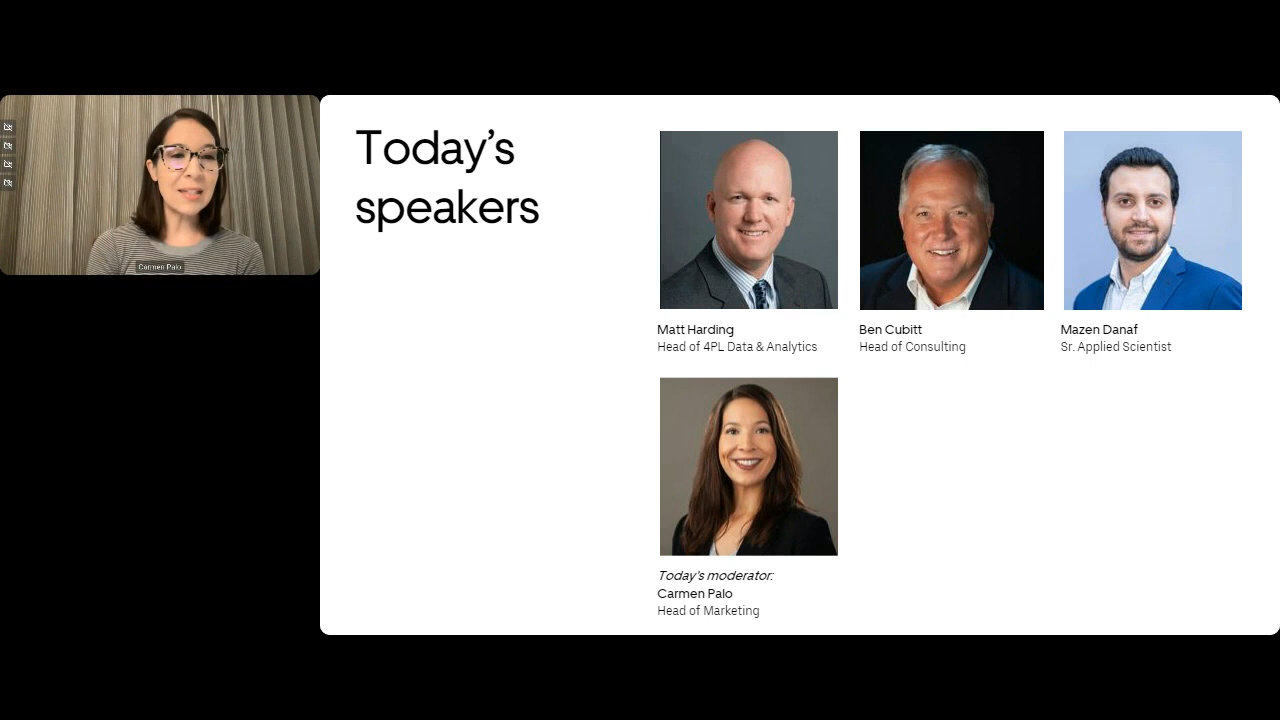 Carmen Palo
Today's
speakers
Matt Harding
Head of 4PL Data & Analytics
Ben Cubitt
Head of Consulting
Mazen Danaf
Sr. Applied Scientist
Today's moderator:
Carmen Palo
Head of Marketing